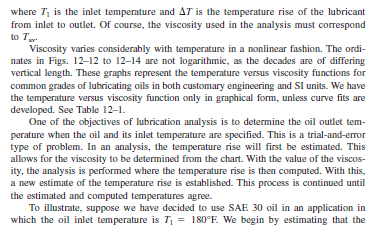 where T₁ is the inlet temperature and ΔT is the temperature rise of the lubricant
from inlet to outlet. Of course, the viscosity used in the analysis must correspond
to Tₐᵥ.
Viscosity varies considerably with temperature in a nonlinear fashion. The ordi-
nates in Figs. 12–12 to 12–14 are not logarithmic, as the decades are of differing
vertical length. These graphs represent the temperature versus viscosity functions for
common grades of lubricating oils in both customary engineering and SI units. We have
the temperature versus viscosity function only in graphical form, unless curve fits are
developed. See Table 12–1.
One of the objectives of lubrication analysis is to determine the oil outlet tem-
perature when the oil and its inlet temperature are specified. This is a trial-and-error
type of problem. In an analysis, the temperature rise will first be estimated. This
allows for the viscosity to be determined from the chart. With the value of the viscos-
ity, the analysis is performed where the temperature rise is then computed. With this,
a new estimate of the temperature rise is established. This process is continued until
the estimated and computed temperatures agree.
To illustrate, suppose we have decided to use SAE 30 oil in an application in
which the oil inlet temperature is T₁ = 180°F. We begin by estimating that the